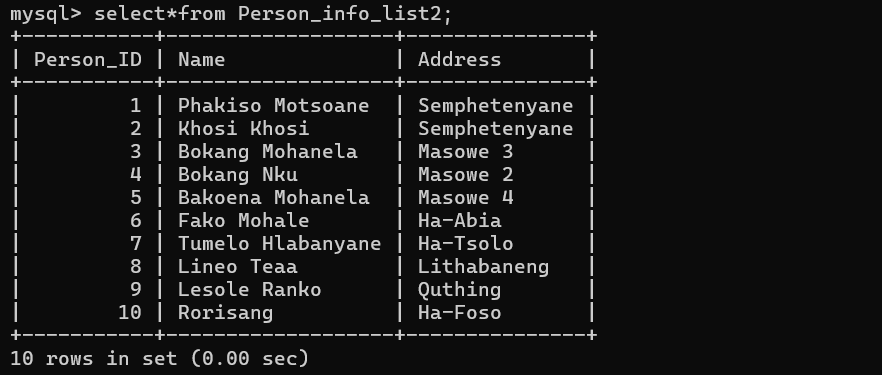 mysql> select*from Person_info_list2;
+-----------+-------------------+---------------+
| Person_ID | Name              | Address       |
+-----------+-------------------+---------------+
|         1 | Phakiso Motsoane  | Semphetenyane |
|         2 | Khosi Khosi       | Semphetenyane |
|         3 | Bokang Mohanela   | Masowe 3      |
|         4 | Bokang Nku        | Masowe 2      |
|         5 | Bakoena Mohanela  | Masowe 4      |
|         6 | Fako Mohale       | Ha-Abia       |
|         7 | Tumelo Hlabanyane | Ha-Tsolo      |
|         8 | Lineo Teaa        | Lithabaneng   |
|         9 | Lesole Ranko      | Quthing       |
|        10 | Rorisang          | Ha-Foso       |
+-----------+-------------------+---------------+
10 rows in set (0.00 sec)